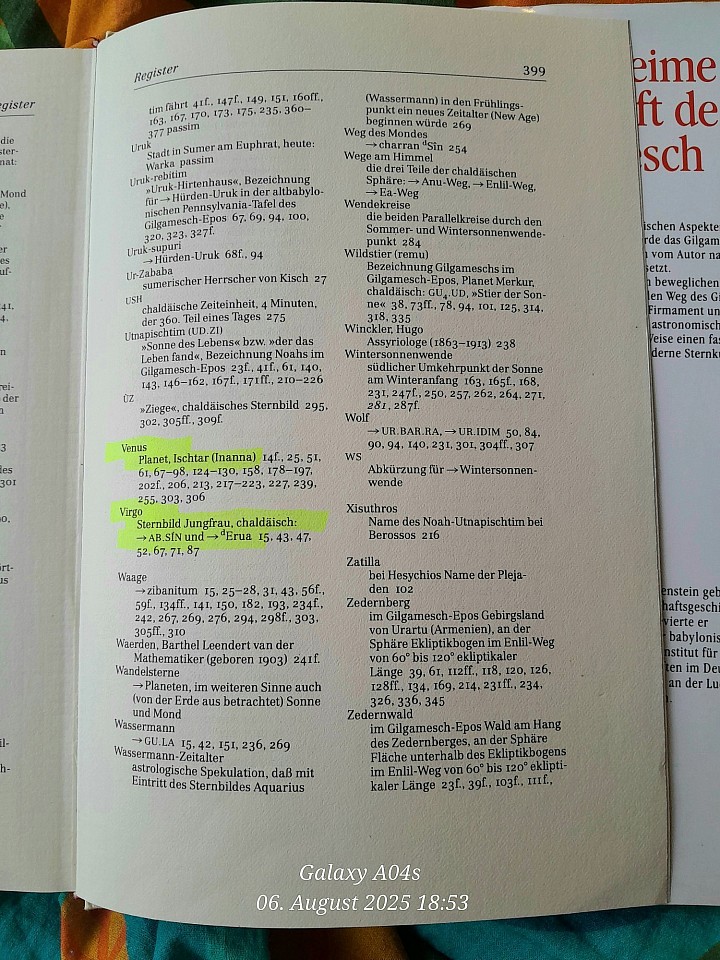 Register
399
tim fährt 41f., 147f., 149, 151, 160ff.,
163, 167, 170, 173, 175, 235, 360–
377 passim
Uruk
Stadt in Sumer am Euphrat, heute:
Warka passim
Uruk-rebitim
»Uruk-Hirtenhaus«, Bezeichnung
für →Hürden-Uruk in der altbabylo-
nischen Pennsylvania-Tafel des
Gilgamesch-Epos 67, 69, 94, 100,
320, 323, 327f.
Uruk-supuri
→Hürden-Uruk 68f., 94
Ur-Zababa
sumerischer Herrscher von Kisch 27
USH
chaldäische Zeiteinheit, 4 Minuten,
der 360. Teil eines Tages 275
Utnapischtim (UD.ZI)
»Sonne des Lebens« bzw. »der das
Leben fand«, Bezeichnung Noahs im
Gilgamesch-Epos 23f., 41f., 61, 140,
143, 146–162, 167f., 171ff., 210–226
ÙZ
»Ziege«, chaldäisches Sternbild 295,
302, 305ff., 309f.
Venus
Planet, Ischtar (Inanna) 14f., 25, 51,
61, 67–98, 124–130, 158, 178–197,
202f., 206, 213, 217–223, 227, 239,
255, 303, 306
Virgo
Sternbild Jungfrau, chaldäisch:
→AB.SÍN und →ᵈErua 15, 43, 47,
52, 67, 71, 87
Waage
→zibanitum 15, 25–28, 31, 43, 56f.,
59f., 134ff., 141, 150, 182, 193, 234f.,
242, 267, 269, 276, 294, 298f., 303,
305ff., 310
Waerden, Barthel Leendert van der
Mathematiker (geboren 1903) 241f.
Wandelsterne
→Planeten, im weiteren Sinne auch
(von der Erde aus betrachtet) Sonne
und Mond
Wassermann
→GU.LA 15, 42, 151, 236, 269
Wassermann-Zeitalter
astrologische Spekulation, daß mit
Eintritt des Sternbildes Aquarius
(Wassermann) in den Frühlings-
punkt ein neues Zeitalter (New Age)
beginnen würde 269
Weg des Mondes
→charran ᵈSîn 254
Wege am Himmel
die drei Teile der chaldäischen
Sphäre: →Anu-Weg, →Enlil-Weg,
→Ea-Weg
Wendekreise
die beiden Parallelkreise durch den
Sommer- und Wintersonnenwende-
punkt 284
Wildstier (remu)
Bezeichnung Gilgameschs im
Gilgamesch-Epos, Planet Merkur,
chaldäisch: GU₄.UD, »Stier der Son-
ne« 38, 73ff., 78, 94, 101, 125, 314,
318, 335
Winckler, Hugo
Assyriologe (1863–1913) 238
Wintersonnenwende
südlicher Umkehrpunkt der Sonne
am Winteranfang 163, 165f., 168,
231, 247f., 250, 257, 262, 264, 271,
281, 287f.
Wolf
→UR.BAR.RA, →UR.IDIM 50, 84,
90, 94, 140, 231, 301, 304ff., 307
WS
Abkürzung für →Wintersonnen-
wende
Xisuthros
Name des Noah-Utnapischtim bei
Berossos 216
Zatilla
bei Hesychios Name der Pleja-
den 102
Zedernberg
im Gilgamesch-Epos Gebirgsland
von Urartu (Armenien), an der
Sphäre Ekliptikbogen im Enlil-Weg
von 60° bis 120° ekliptikaler
Länge 39, 61, 112ff., 118, 120, 126,
128ff., 134, 169, 214, 231ff., 234,
326, 336, 345
Zedernwald
im Gilgamesch-Epos Wald am Hang
des Zedernberges, an der Sphäre
Fläche unterhalb des Ekliptikbogens
im Enlil-Weg von 60° bis 120° eklipti-
kaler Länge 23f., 39f., 103f., 111f.,
Galaxy A04s
06. August 2025 18:53